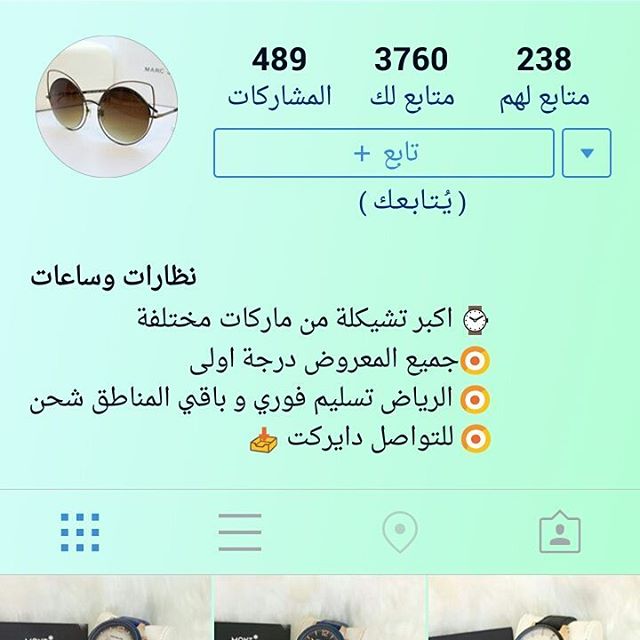 489 3760 238
المشاركات متابع لك متابع لهم
تابع +
( يُتابعك )
نظارات وساعات
اكبر تشيكلة من ماركات مختلفة
جميع المعروض درجة اولى
الرياض تسليم فوري و باقي المناطق شحن
للتواصل دايركت